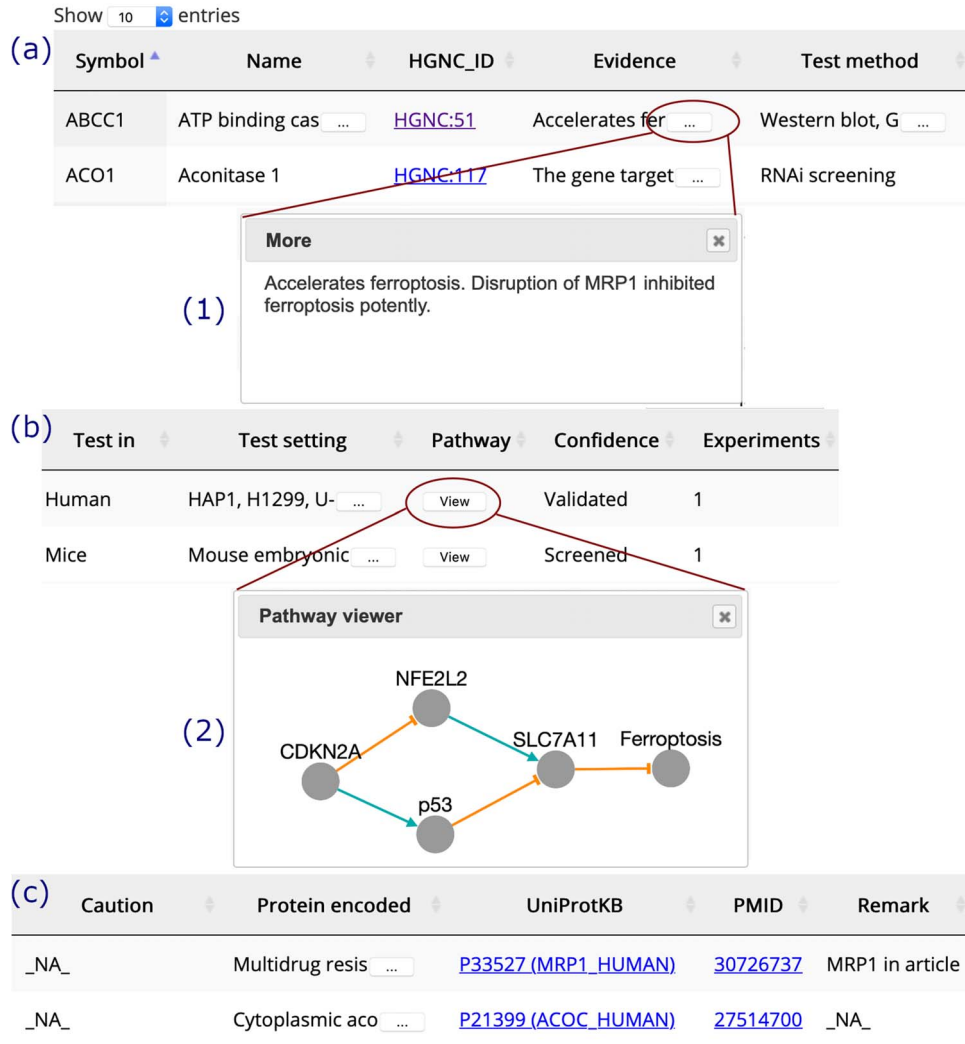 Show 10 entries
(a) Symbol Name HGNC_ID Evidence Test method
ABCC1 ATP binding cas ... HGNC:51 Accelerates fer ... Western blot, G ...
ACO1 Aconitase 1 HGNC:117 The gene target ... RNAi screening
More
Accelerates ferroptosis. Disruption of MRP1 inhibited
(1) ferroptosis potently.
(b) Test in Test setting Pathway Confidence Experiments
Human HAP1, H1299, U- ... View Validated 1
Mice Mouse embryonic ... View Screened 1
Pathway viewer
NFE2L2
(2) CDKN2A SLC7A11 Ferroptosis
p53
(c) Caution Protein encoded UniProtKB PMID Remark
_NA_ Multidrug resis ... P33527 (MRP1_HUMAN) 30726737 MRP1 in article
_NA_ Cytoplasmic aco ... P21399 (ACOC_HUMAN) 27514700 _NA_